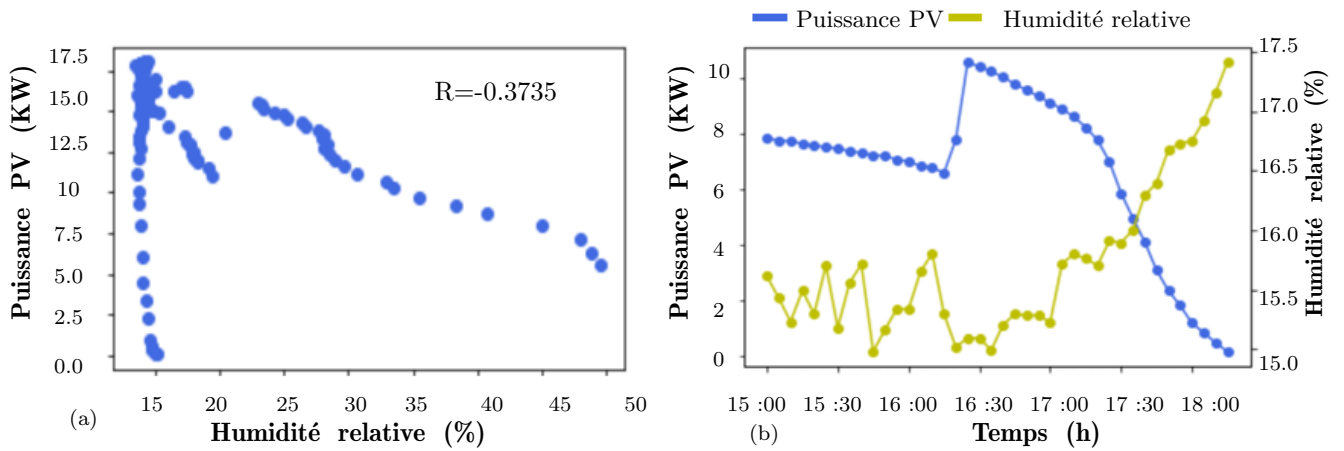 Puissance PV (KW)
17.5
15.0
12.5
10
7.5
5.0
2.5
0.0
R=-0.3735
15 20 25 30 35 40 45 50
(a)
Humidité relative (%)
Puissance PV Humidité relative
Puissance PV (KW)
10
8
6
4
2
0
17.5
17.0
16.5
16.0
15.5
15.0
Humidité relative (%)
15 :00 15 :30 16 :00 16 :30 17 :00 17 :30 18 :00
(b)
Temps (h)